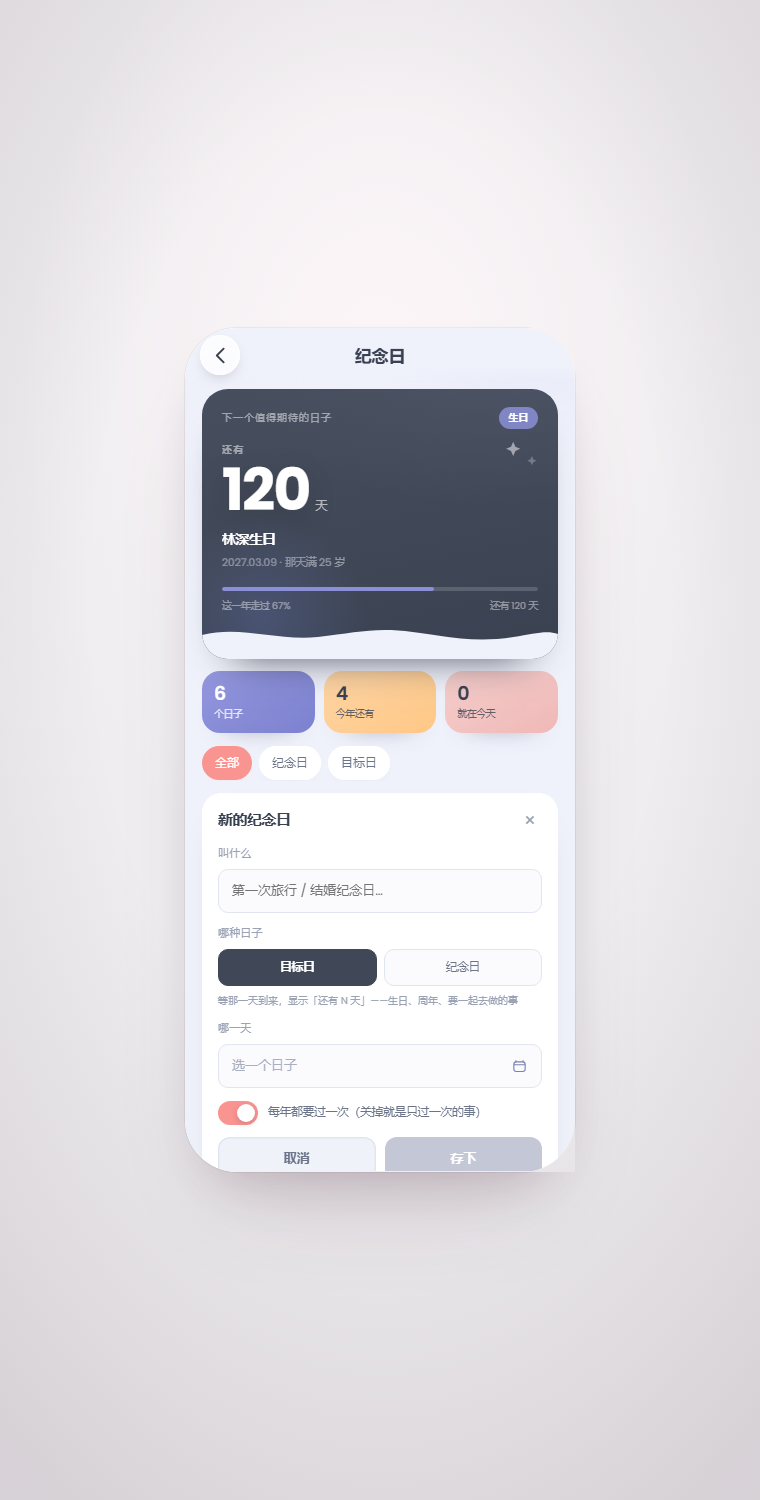 纪念日
下一个值得期待的日子 生日
还有
120 天
林深生日
2027.03.09 · 那天满 25 岁
这一年走过 67% 还有 120 天
6 4 0
个日子 今年还有 就在今天
全部 纪念日 目标日
新的纪念日 ×
叫什么
第一次旅行 / 结婚纪念日...
哪种日子
目标日 纪念日
等那一天到来，显示「还有 N 天」——生日、周年、要一起去做的事
哪一天
选一个日子
每年都要过一次（关掉就是只过一次的事）
取消 存下